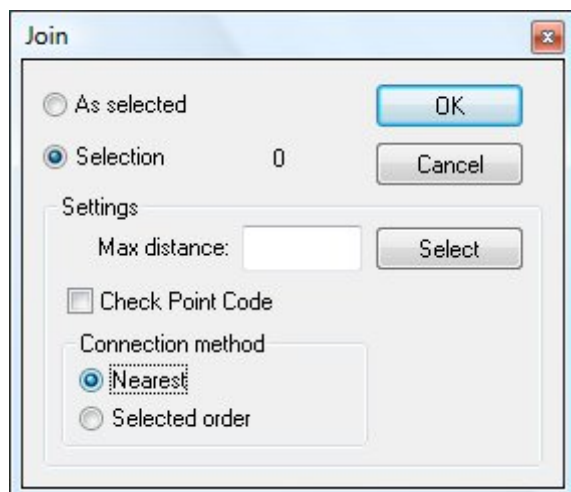 Join
As selected
OK
Selection 0
Cancel
Settings
Max distance:
Select
Check Point Code
Connection method
Nearest
Selected order